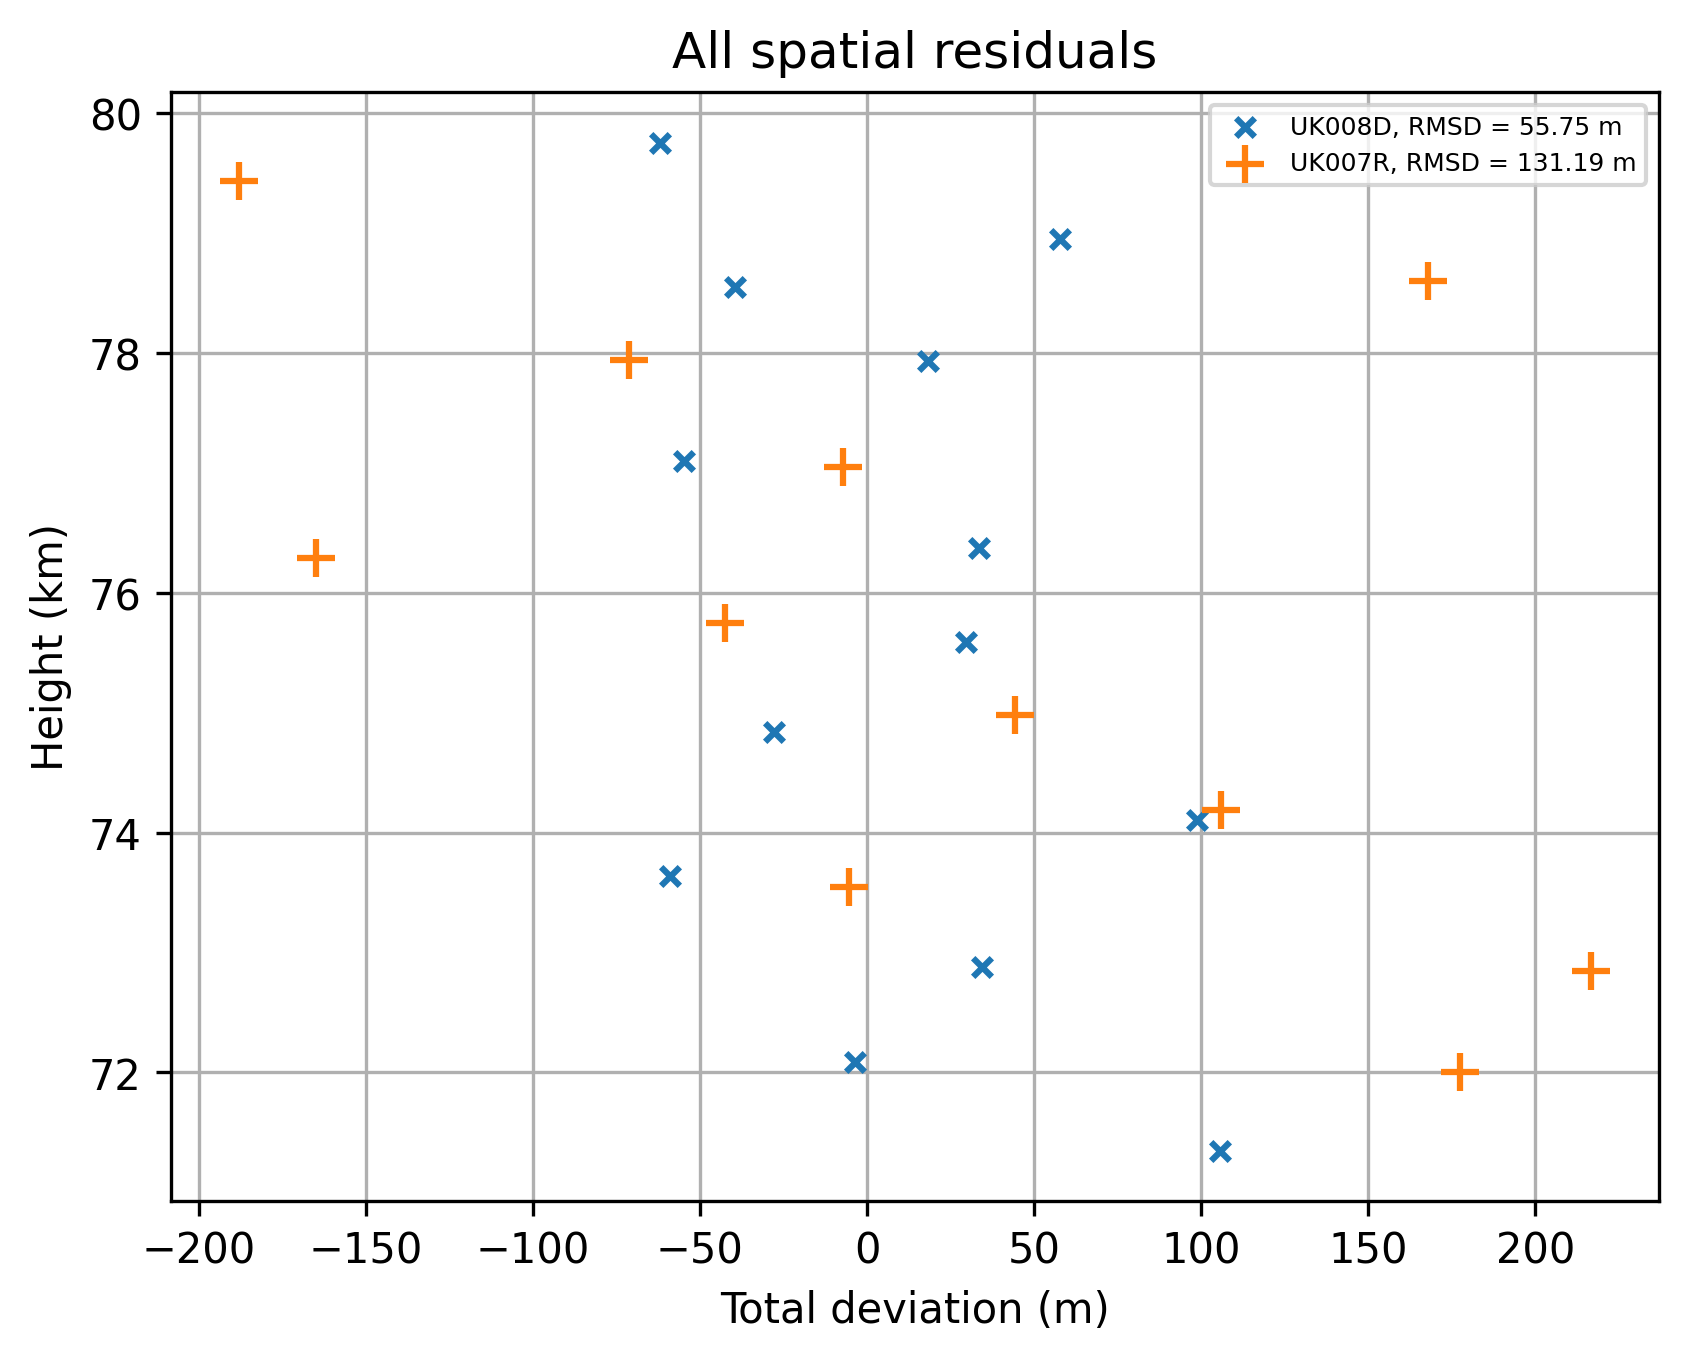 All spatial residuals
UK008D, RMSD = 55.75 m
UK007R, RMSD = 131.19 m
80
78
76
74
72
Height (km)
−200 −150 −100 −50 0 50 100 150 200
Total deviation (m)